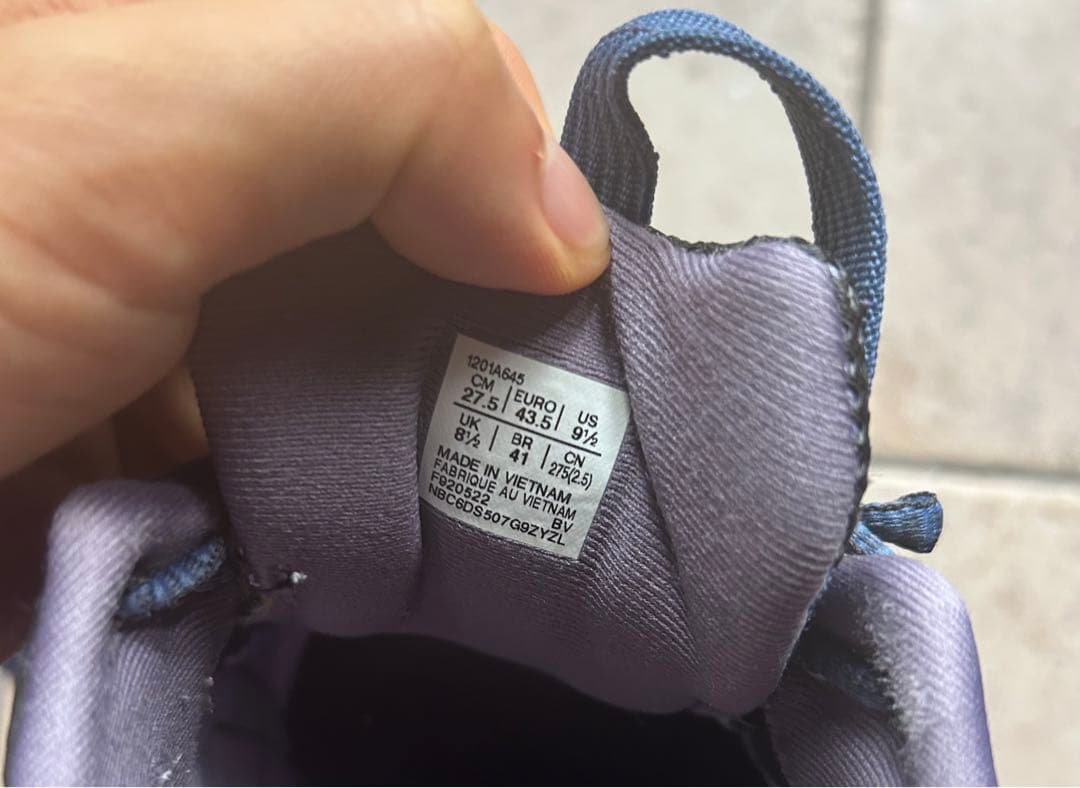 1201A645
CM EURO US
27.5 43.5 9½
UK BR CN
8½ 41 275(2.5)
MADE IN VIETNAM
FABRIQUE AU VIETNAM
F920522 BV
NBC6DS507G9ZYZL